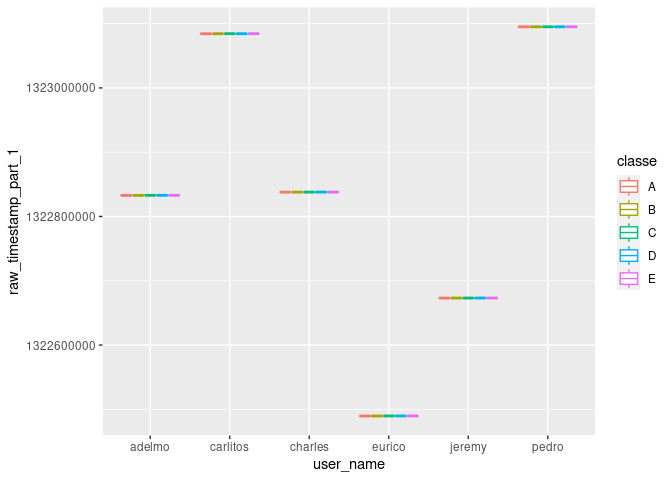 raw_timestamp_part_1
1323000000
1322800000
1322600000
adelmo
carlitos
charles
eurico
jeremy
pedro
user_name
classe
A
B
C
D
E